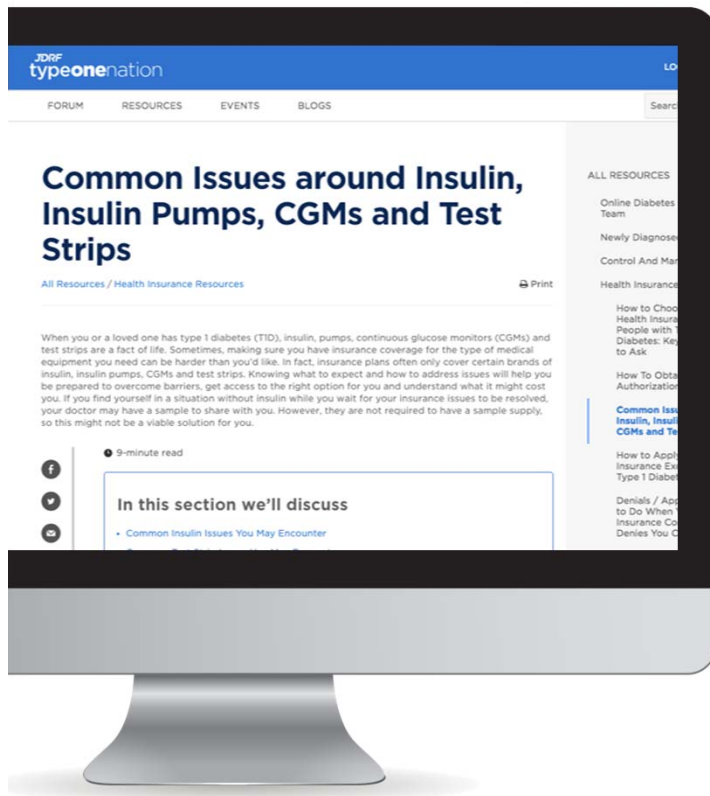 JDRF
typeonenation
LO
FORUM RESOURCES EVENTS BLOGS
Searc
Common Issues around Insulin,
Insulin Pumps, CGMs and Test
Strips
All Resources / Health Insurance Resources
Print
When you or a loved one has type 1 diabetes (T1D), insulin, pumps, continuous glucose monitors (CGMs) and
test strips are a fact of life. Sometimes, making sure you have insurance coverage for the type of medical
equipment you need can be harder than you'd like. In fact, insurance plans often only cover certain brands of
insulin, insulin pumps, CGMs and test strips. Knowing what to expect and how to address issues will help you
be prepared to overcome barriers, get access to the right option for you and understand what it might cost
you. If you find yourself in a situation without insulin while you wait for your insurance issues to be resolved,
your doctor may have a sample to share with you. However, they are not required to have a sample supply,
so this might not be a viable solution for you.
9-minute read
In this section we'll discuss
• Common Insulin Issues You May Encounter
ALL RESOURCES
Online Diabetes
Team
Newly Diagnose
Control And Man
Health Insurance
How to Choo
Health Insura
People with T
Diabetes: Key
to Ask
How To Obta
Authorization
Common Issu
Insulin, Insuli
CGMs and Te
How to Apply
Insurance Exc
Type 1 Diabet
Denials / App
to Do When Y
Insurance Co
Denies You C